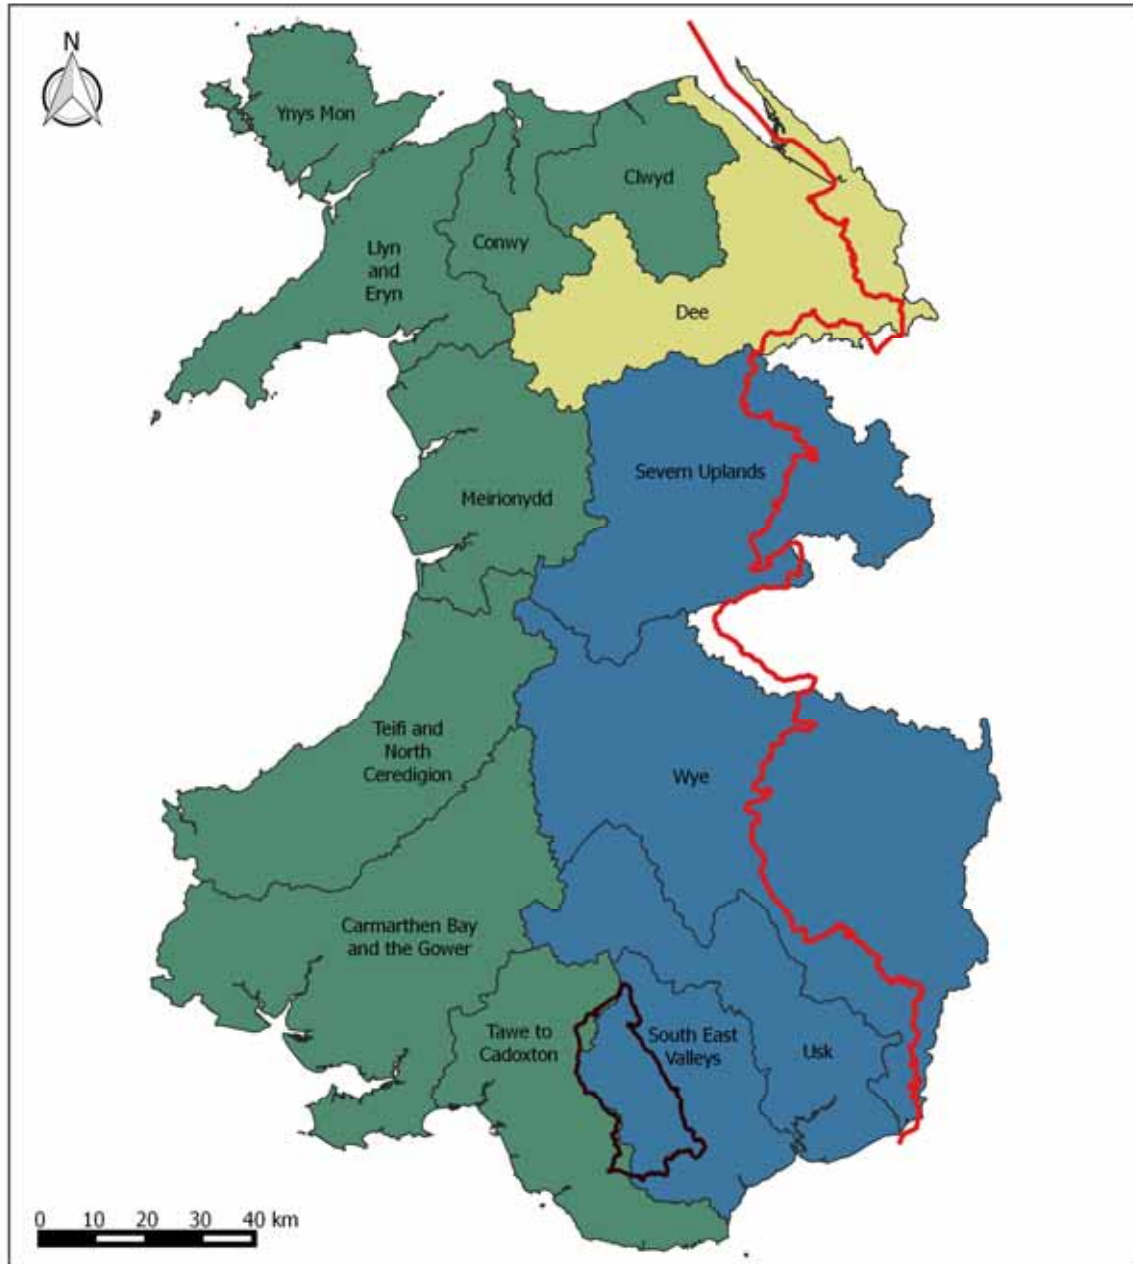 N
Ynys Mon
Clwyd
Conwy
Llyn
and
Eryn
Dee
Severn Uplands
Meirionydd
Teifi and
North
Ceredigion
Wye
Carmarthen Bay
and the Gower
Tawe to
Cadoxton
South East
Valleys
Usk
0 10 20 30 40 km